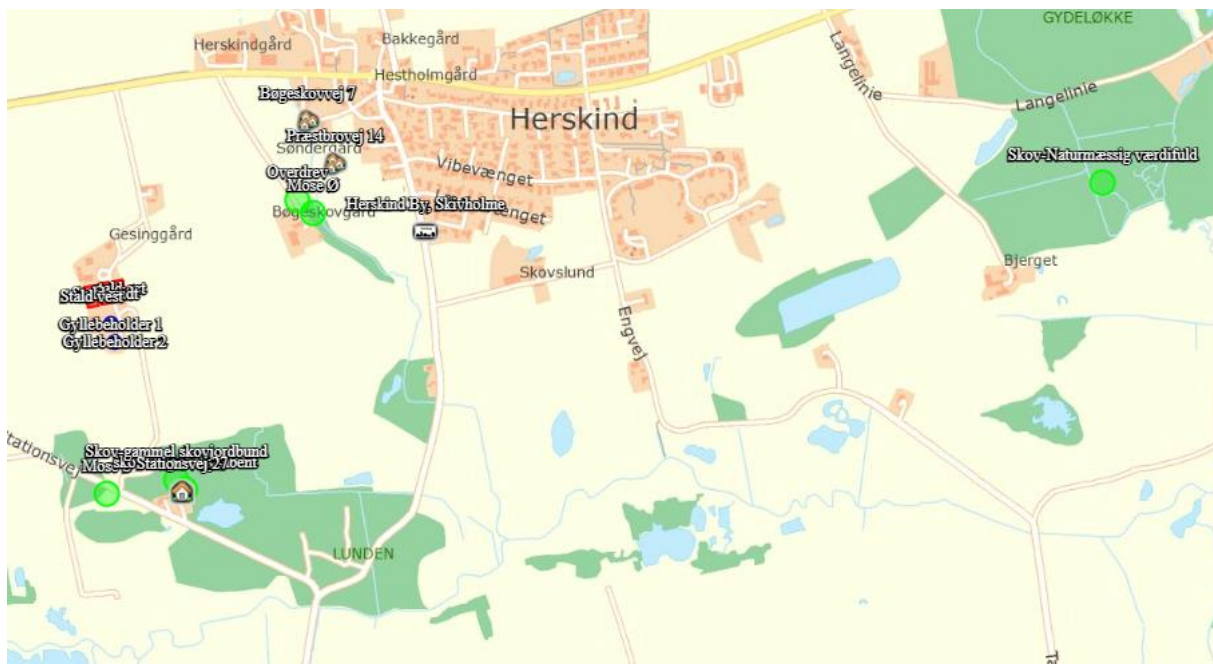 GYDELØKKE
Herskindgård
Bakkegård
Hestholmgård
Langelinie
Langelinie
Bøgeskovvej 7
Herskind
Præstbrovej 14
Søndergård
Vibevænget
Skov-Naturmæssig værdifuld
Overdrev
Mose Ø
Bøgeskovgård
Herskind By, Skivholme
Gesinggård
Skovslund
Bjerget
Stald vest
Gyllebeholder 1
Engvej
Gyllebeholder 2
Stationsvej
Skov-gammel skovjordbund
Stationsvej 27
LUNDEN